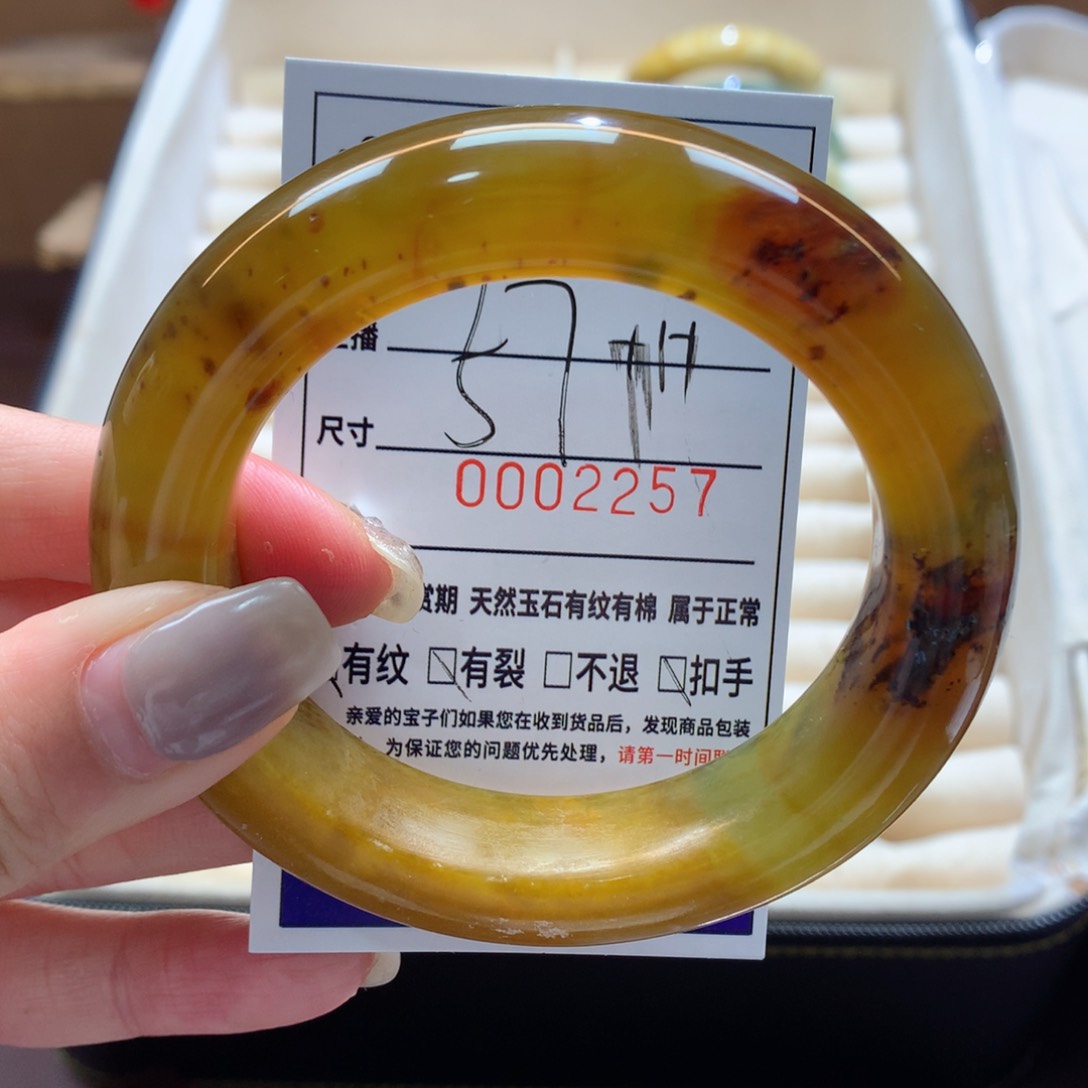 播
57
尺寸
0002257
赏期 天然玉石有纹有棉 属于正常
有纹 有裂 不退 扣手
亲爱的宝子们如果您在收到货品后，发现商品包装
为保证您的问题优先处理，请第一时间联